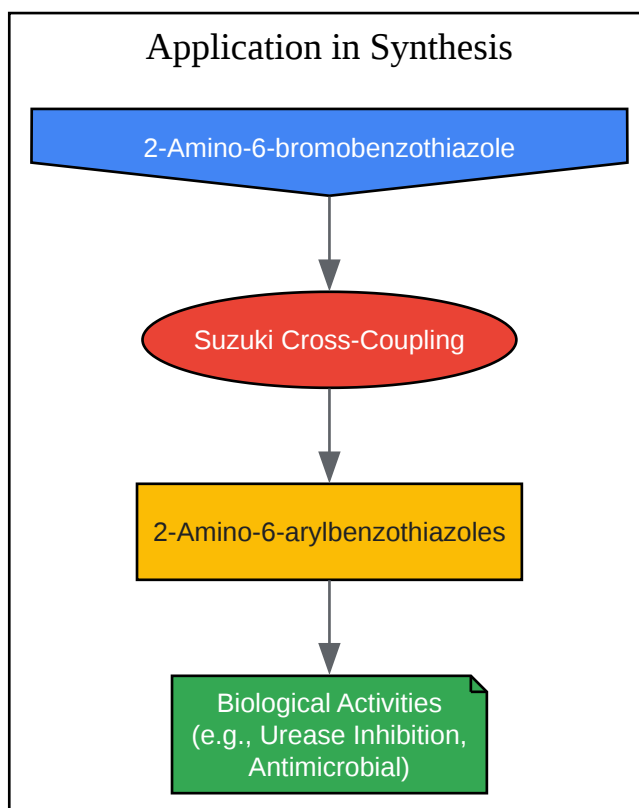 Application in Synthesis
2-Amino-6-bromobenzothiazole
Suzuki Cross-Coupling
2-Amino-6-arylbenzothiazoles
Biological Activities
(e.g., Urease Inhibition,
Antimicrobial)